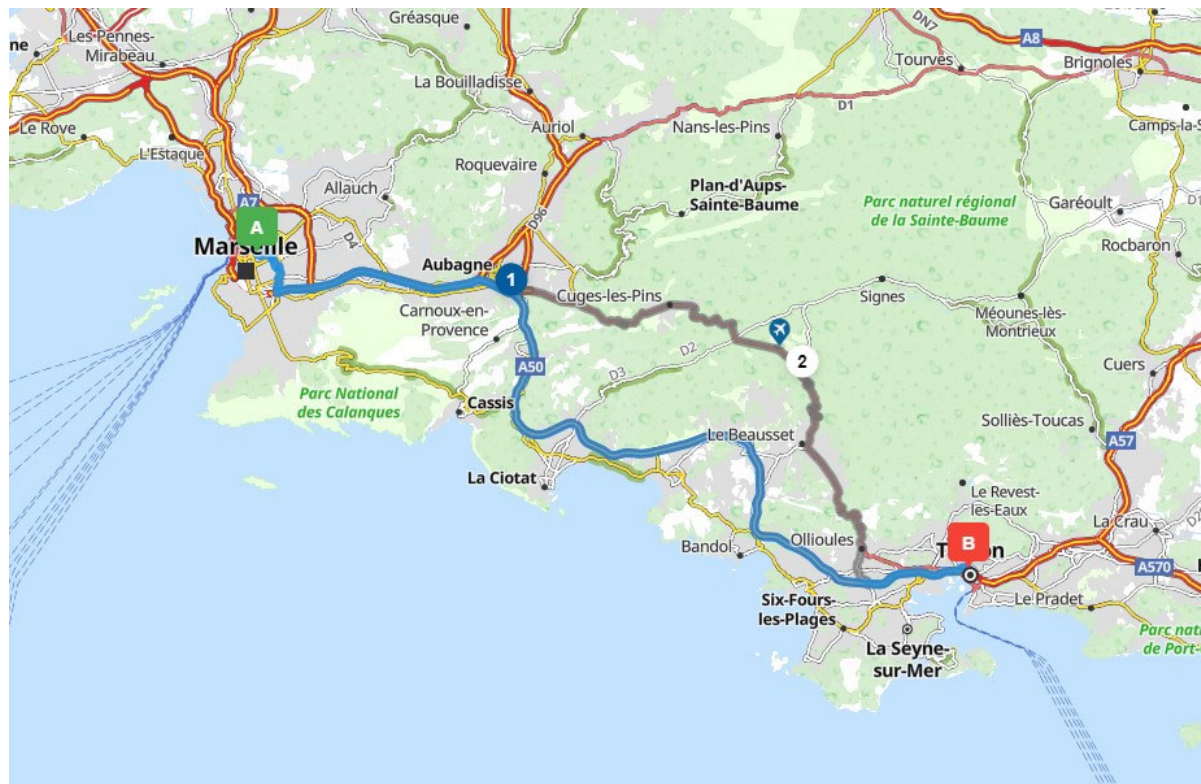 Gréasque
DN7
A8
Les Pennes-
Mirabeau
ne
Tourves
Brignoles
La Bouilladisse
D1
Camps-la-S
Le Rove
L'Estaque
Auriol
Nans-les-Pins
Roquevaire
Allauch
Plan-d'Aups-
Sainte-Baume
Parc naturel régional
de la Sainte-Baume
Garéoult
A7
A
D4
D96
Marseille
Rocbaron
Aubagne
1
Cuges-les-Pins
Signes
Méounes-lès-
Montrieux
Carnoux-en-
Provence
D2
2
A50
D3
Cuers
Parc National
des Calanques
Cassis
Solliès-Toucas
A57
Le Beausset
La Ciotat
Le Revest-
les-Eaux
La Crau
Bandol
Ollioules
B
T
on
A570
Six-Fours-
les-Plages
Le Pradet
La Seyne-
sur-Mer
Parc nati
de Port-